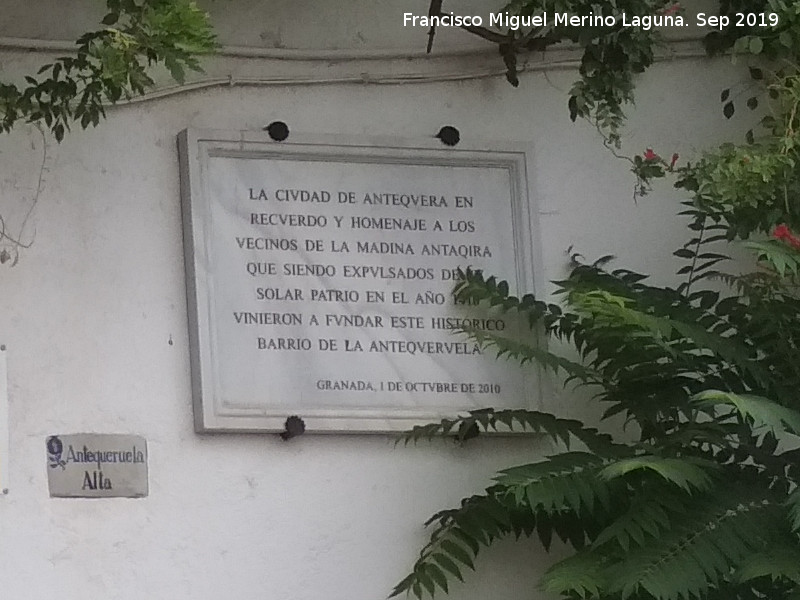 Francisco Miguel Merino Laguna. Sep 2019
LA CIVDAD DE ANTEQVERA EN
RECVERDO Y HOMENAJE A LOS
VECINOS DE LA MADINA ANTAQIRA
QUE SIENDO EXPVLSADOS DE
SOLAR PATRIO EN EL AÑO
VINIERON A FVNDAR ESTE HISTÓRICO
BARRIO DE LA ANTEQVERVELA
GRANADA, 1 DE OCTVBRE DE 2010
Antequeruela
Alta